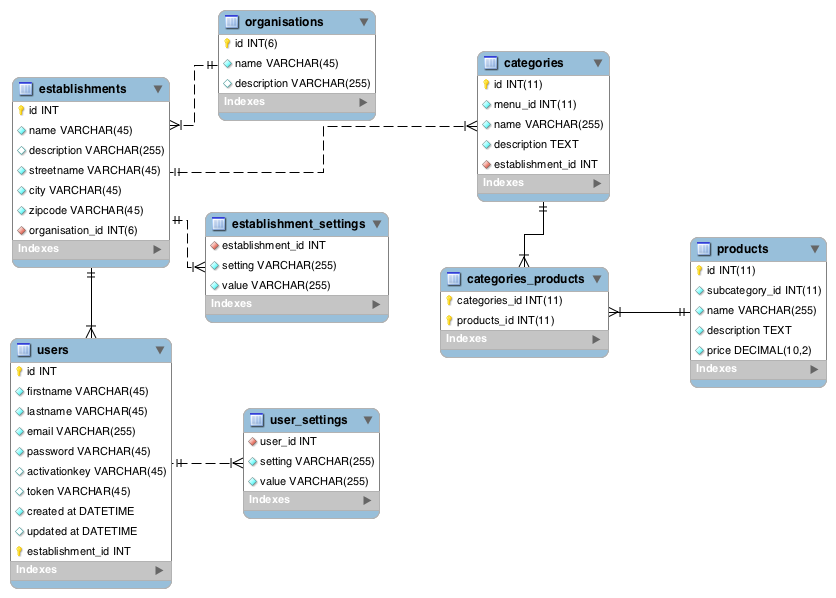 organisations
id INT(6)
name VARCHAR(45)
description VARCHAR(255)
Indexes
categories
id INT(11)
menu_id INT(11)
name VARCHAR(255)
description TEXT
establishment_id INT
Indexes
establishments
id INT
name VARCHAR(45)
description VARCHAR(255)
streetname VARCHAR(45)
city VARCHAR(45)
zipcode VARCHAR(45)
organisation_id INT(6)
Indexes
establishment_settings
establishment_id INT
setting VARCHAR(255)
value VARCHAR(255)
Indexes
categories_products
categories_id INT(11)
products_id INT(11)
Indexes
products
id INT(11)
subcategory_id INT(11)
name VARCHAR(255)
description TEXT
price DECIMAL(10,2)
Indexes
users
id INT
firstname VARCHAR(45)
lastname VARCHAR(45)
email VARCHAR(255)
password VARCHAR(45)
activationkey VARCHAR(45)
token VARCHAR(45)
created at DATETIME
updated at DATETIME
establishment_id INT
Indexes
user_settings
user_id INT
setting VARCHAR(255)
value VARCHAR(255)
Indexes